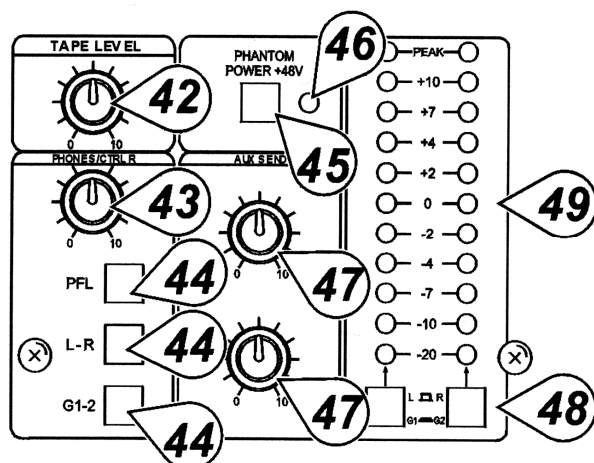 TAPE LEVEL
0 10
42
PHONES/CTRL R
0 10
43
PFL
44
L-R
44
G1-2
44
PHANTOM
POWER +48V
46
45
AUX SEND
0 10
47
0 10
47
PEAK
+10
+7
+4
+2
0
-2
-4
-7
-10
-20
49
L R
G1 G2
48